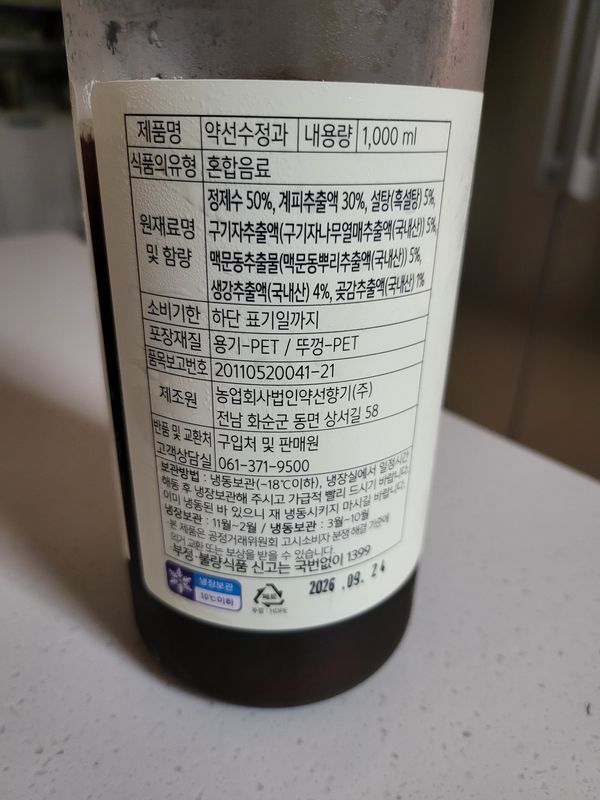 제품명 약선수정과 내용량 1,000 ml
식품의유형 혼합음료
원재료명 및 함량 정제수 50%, 계피추출액 30%, 설탕(흑설탕) 5%,
구기자추출액(구기자나무열매추출액(국내산)) 5%,
맥문동추출물(맥문동뿌리추출액(국내산)) 5%,
생강추출액(국내산) 4%, 곶감추출액(국내산) 1%
소비기한 하단 표기일까지
포장재질 용기-PET / 뚜껑-PET
품목보고번호 20110520041-21
제조원 농업회사법인약선향기(주)
전남 화순군 동면 상서길 58
반품 및 교환처 구입처 및 판매원
고객상담실 061-371-9500
보관방법 : 냉동보관(-18℃이하), 냉장실에서 일정시간
해동 후 냉장보관해 주시고 가급적 빨리 드시기 바랍니다.
이미 냉동된 바 있으니 재 냉동시키지 마시길 바랍니다.
냉장보관 : 11월~2월 / 냉동보관 : 3월~10월
본 제품은 공정거래위원회 고시소비자 분쟁해결 기준에
의거 교환 또는 보상을 받을 수 있습니다.
부정·불량식품 신고는 국번없이 1399
냉장보관
10℃이하
2026 .09. 24